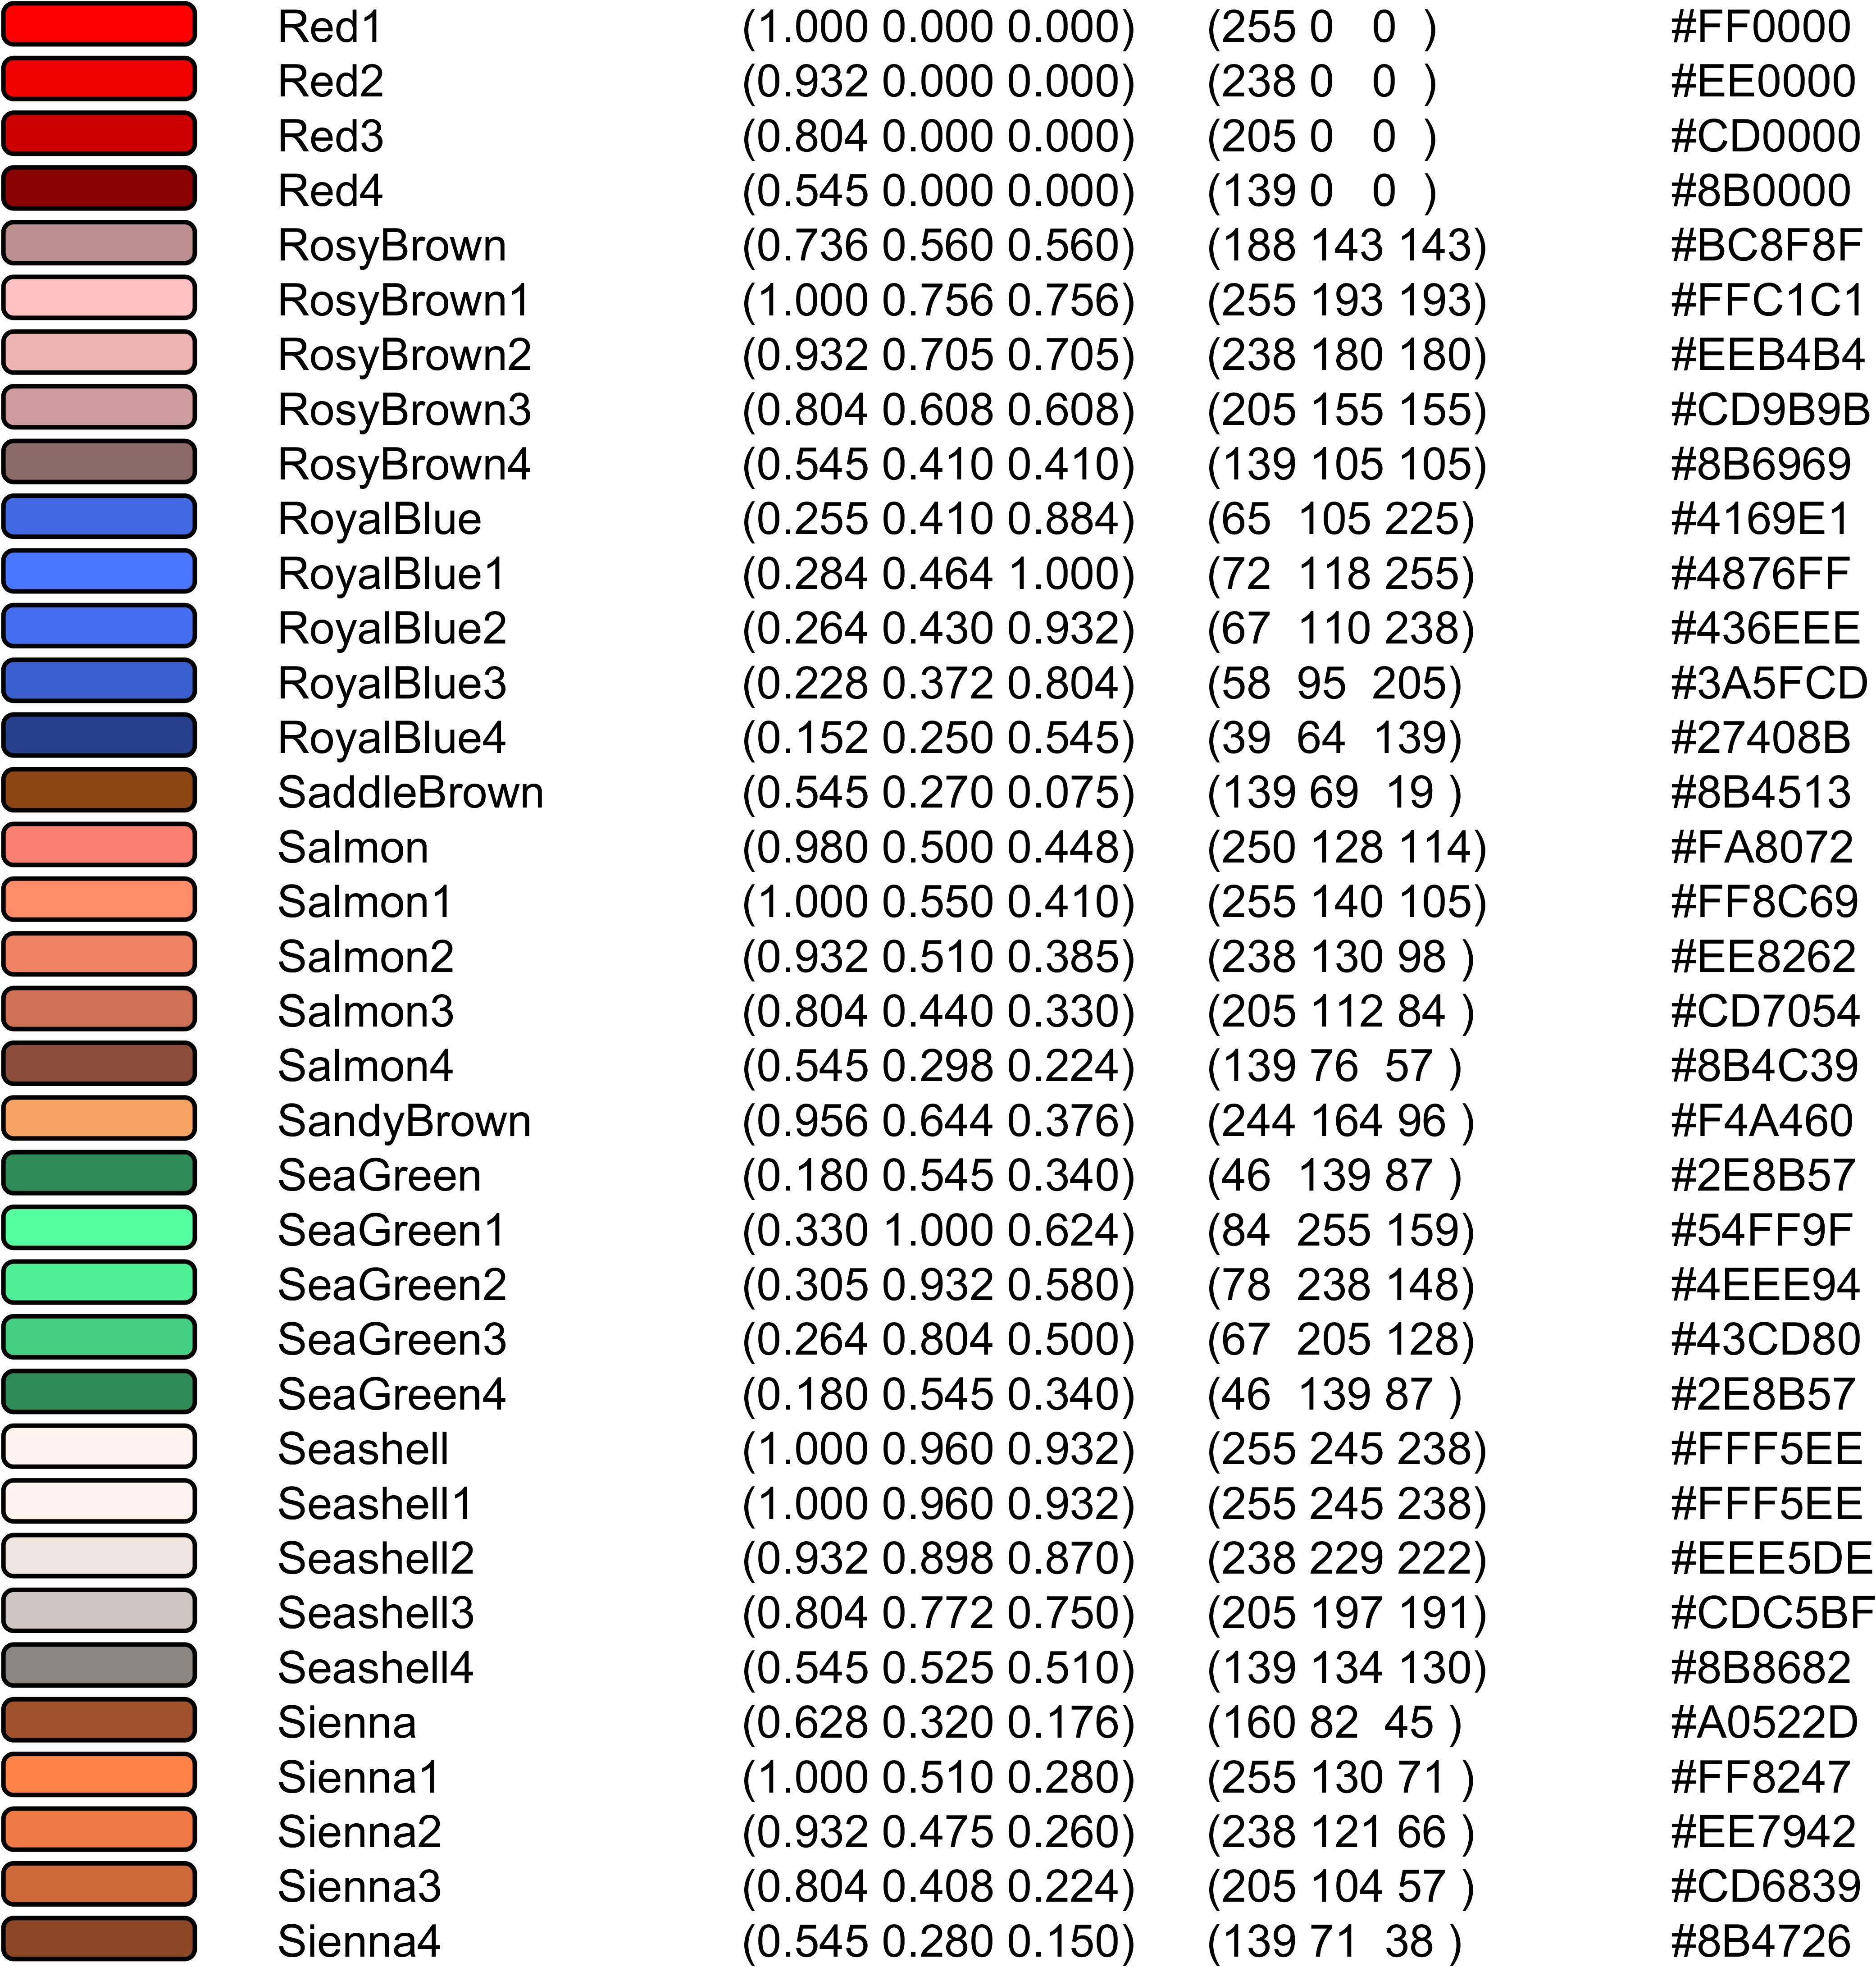 Red1 (1.000 0.000 0.000) (255 0 0 ) #FF0000
Red2 (0.932 0.000 0.000) (238 0 0 ) #EE0000
Red3 (0.804 0.000 0.000) (205 0 0 ) #CD0000
Red4 (0.545 0.000 0.000) (139 0 0 ) #8B0000
RosyBrown (0.736 0.560 0.560) (188 143 143) #BC8F8F
RosyBrown1 (1.000 0.756 0.756) (255 193 193) #FFC1C1
RosyBrown2 (0.932 0.705 0.705) (238 180 180) #EEB4B4
RosyBrown3 (0.804 0.608 0.608) (205 155 155) #CD9B9B
RosyBrown4 (0.545 0.410 0.410) (139 105 105) #8B6969
RoyalBlue (0.255 0.410 0.884) (65 105 225) #4169E1
RoyalBlue1 (0.284 0.464 1.000) (72 118 255) #4876FF
RoyalBlue2 (0.264 0.430 0.932) (67 110 238) #436EEE
RoyalBlue3 (0.228 0.372 0.804) (58 95 205) #3A5FCD
RoyalBlue4 (0.152 0.250 0.545) (39 64 139) #27408B
SaddleBrown (0.545 0.270 0.075) (139 69 19 ) #8B4513
Salmon (0.980 0.500 0.448) (250 128 114) #FA8072
Salmon1 (1.000 0.550 0.410) (255 140 105) #FF8C69
Salmon2 (0.932 0.510 0.385) (238 130 98 ) #EE8262
Salmon3 (0.804 0.440 0.330) (205 112 84 ) #CD7054
Salmon4 (0.545 0.298 0.224) (139 76 57 ) #8B4C39
SandyBrown (0.956 0.644 0.376) (244 164 96 ) #F4A460
SeaGreen (0.180 0.545 0.340) (46 139 87 ) #2E8B57
SeaGreen1 (0.330 1.000 0.624) (84 255 159) #54FF9F
SeaGreen2 (0.305 0.932 0.580) (78 238 148) #4EEE94
SeaGreen3 (0.264 0.804 0.500) (67 205 128) #43CD80
SeaGreen4 (0.180 0.545 0.340) (46 139 87 ) #2E8B57
Seashell (1.000 0.960 0.932) (255 245 238) #FFF5EE
Seashell1 (1.000 0.960 0.932) (255 245 238) #FFF5EE
Seashell2 (0.932 0.898 0.870) (238 229 222) #EEE5DE
Seashell3 (0.804 0.772 0.750) (205 197 191) #CDC5BF
Seashell4 (0.545 0.525 0.510) (139 134 130) #8B8682
Sienna (0.628 0.320 0.176) (160 82 45 ) #A0522D
Sienna1 (1.000 0.510 0.280) (255 130 71 ) #FF8247
Sienna2 (0.932 0.475 0.260) (238 121 66 ) #EE7942
Sienna3 (0.804 0.408 0.224) (205 104 57 ) #CD6839
Sienna4 (0.545 0.280 0.150) (139 71 38 ) #8B4726